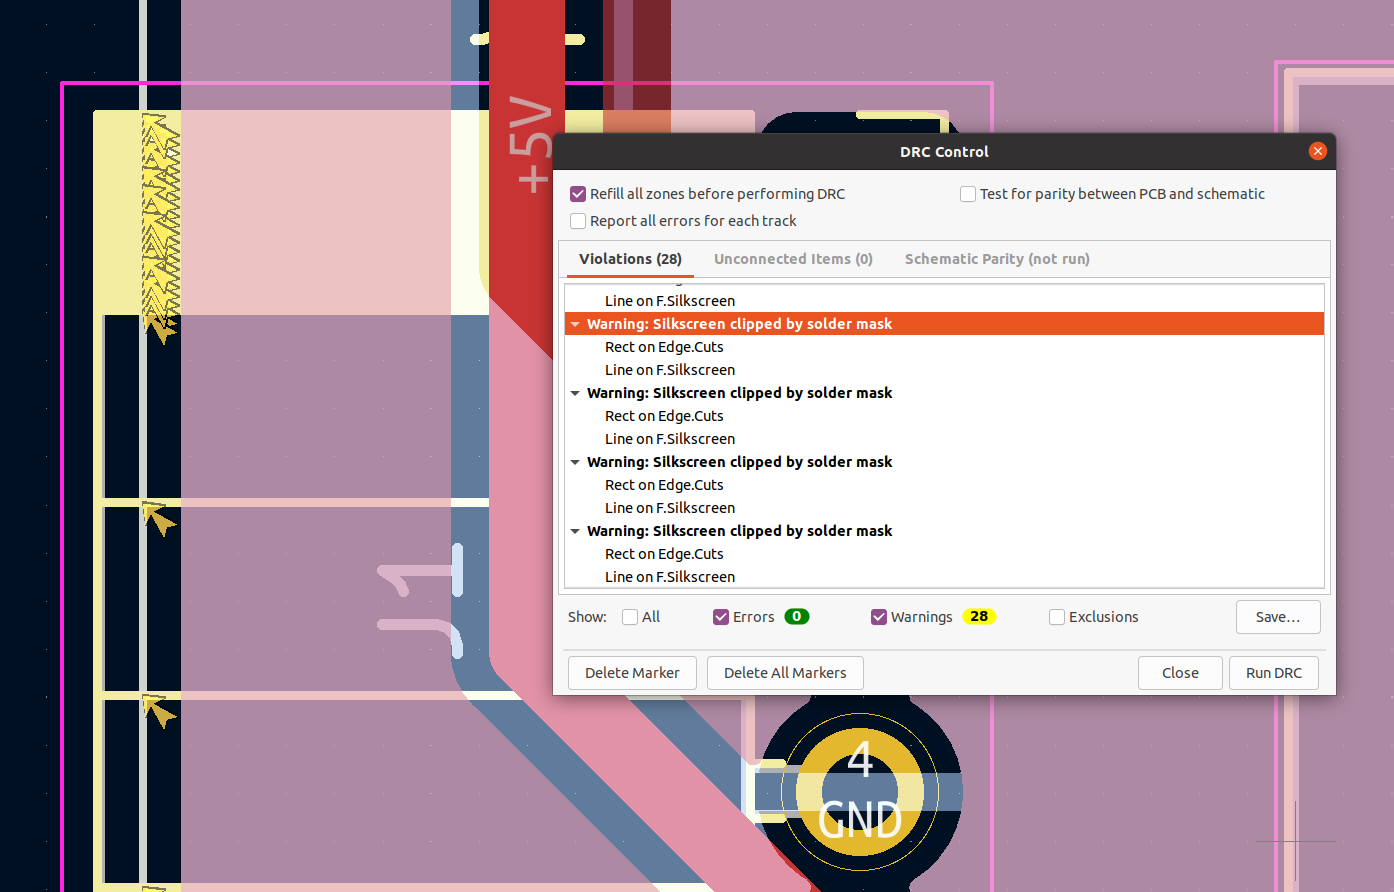 +5V
DRC Control
Refill all zones before performing DRC
Test for parity between PCB and schematic
Report all errors for each track
Violations (28)
Unconnected Items (0)
Schematic Parity (not run)
Line on F.Silkscreen
Warning: Silkscreen clipped by solder mask
Rect on Edge.Cuts
Line on F.Silkscreen
Warning: Silkscreen clipped by solder mask
Rect on Edge.Cuts
Line on F.Silkscreen
Warning: Silkscreen clipped by solder mask
Rect on Edge.Cuts
Line on F.Silkscreen
Warning: Silkscreen clipped by solder mask
Rect on Edge.Cuts
Line on F.Silkscreen
Show:
All
Errors 0
Warnings 28
Exclusions
Save...
Delete Marker
Delete All Markers
Close
Run DRC
J1
4
GND